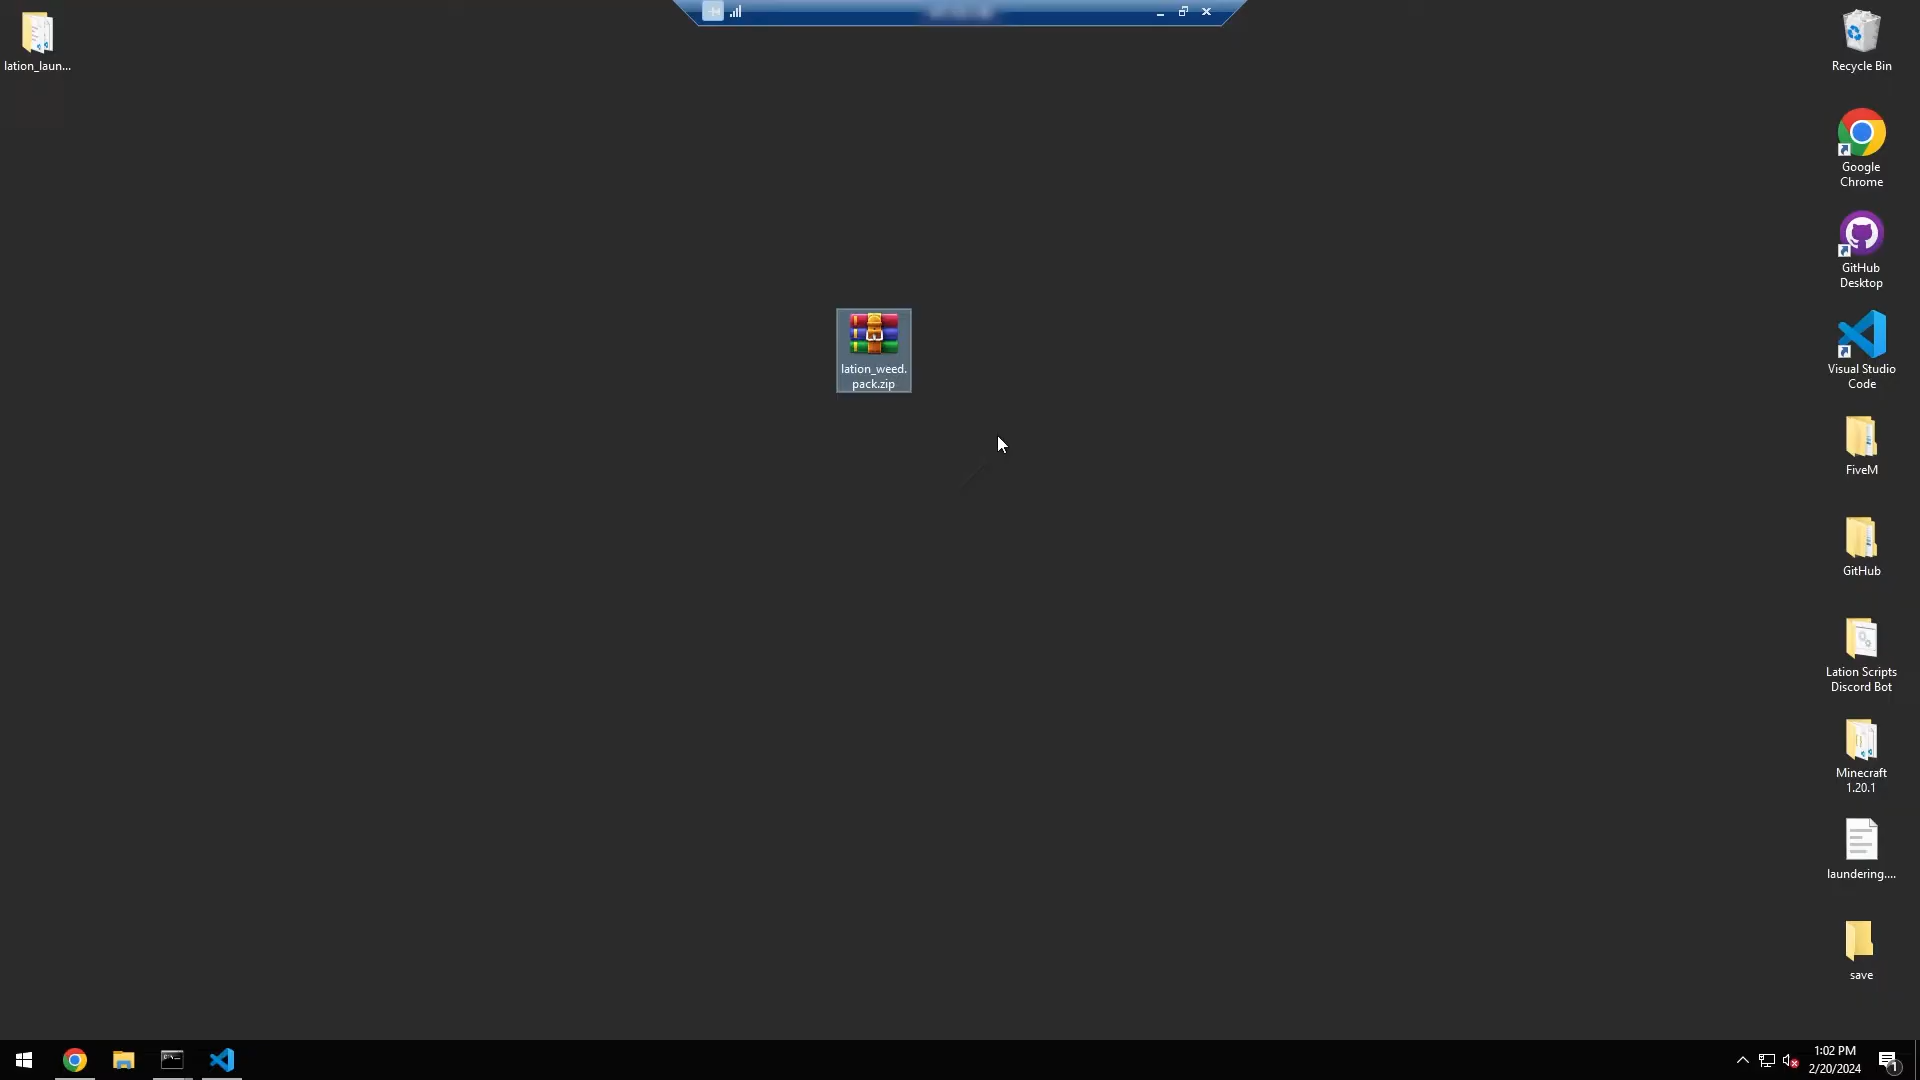 lation_laun...
Recycle Bin
Google
Chrome
GitHub
Desktop
lation_weed.
pack.zip
Visual Studio
Code
FiveM
GitHub
Lation Scripts
Discord Bot
Minecraft
1.20.1
laundering....
save
1:02 PM
2/20/2024
1